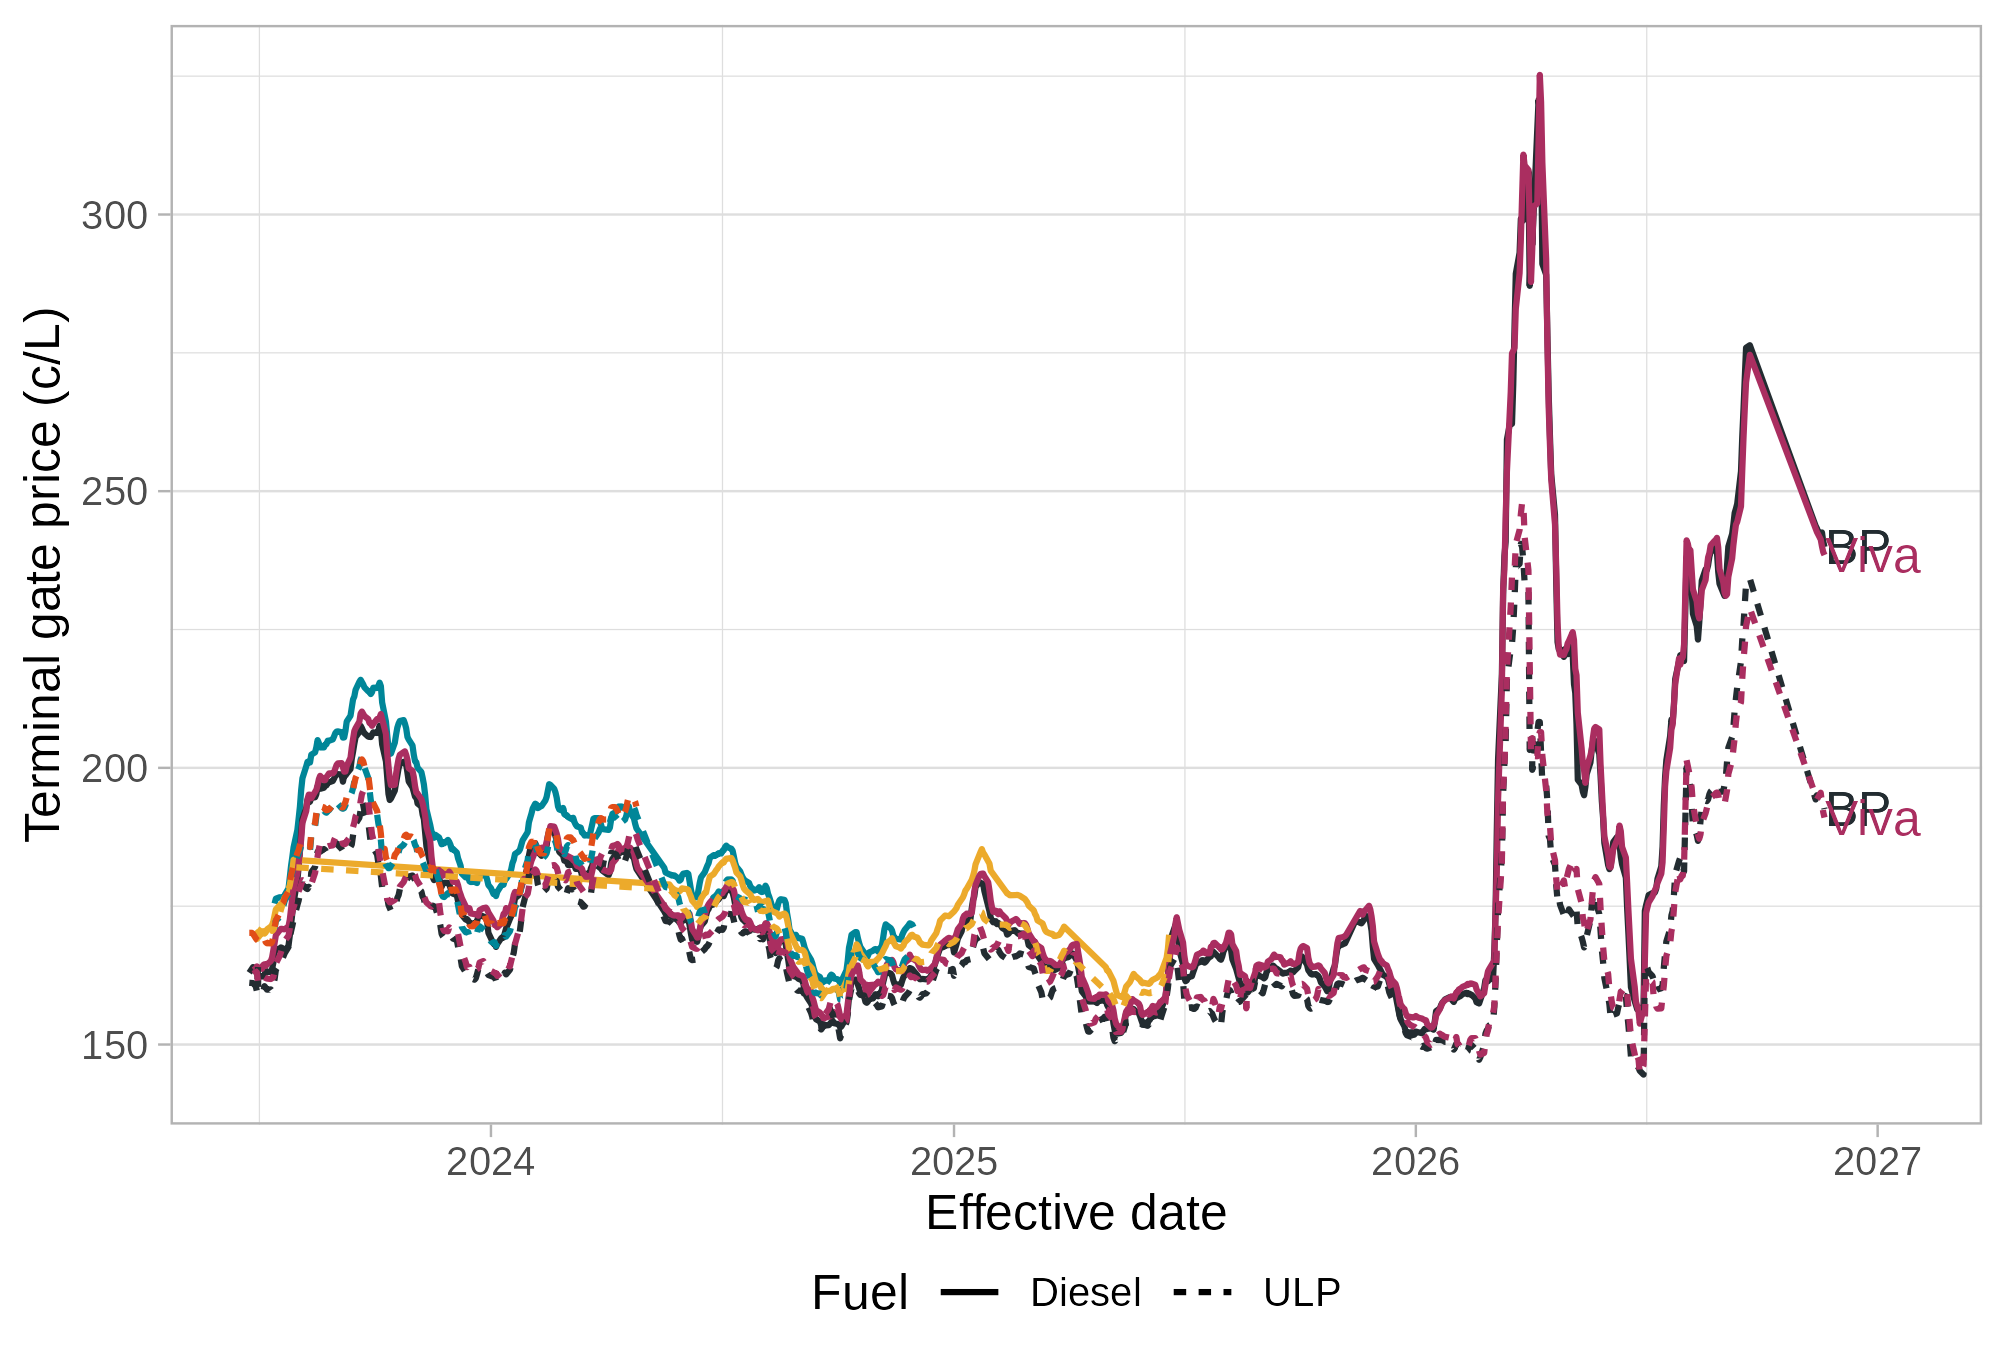 Terminal gate price (c/L)
300
250
200
150
BP
Viva
BP
Viva
2024
2025
2026
2027
Effective date
Fuel
Diesel
ULP